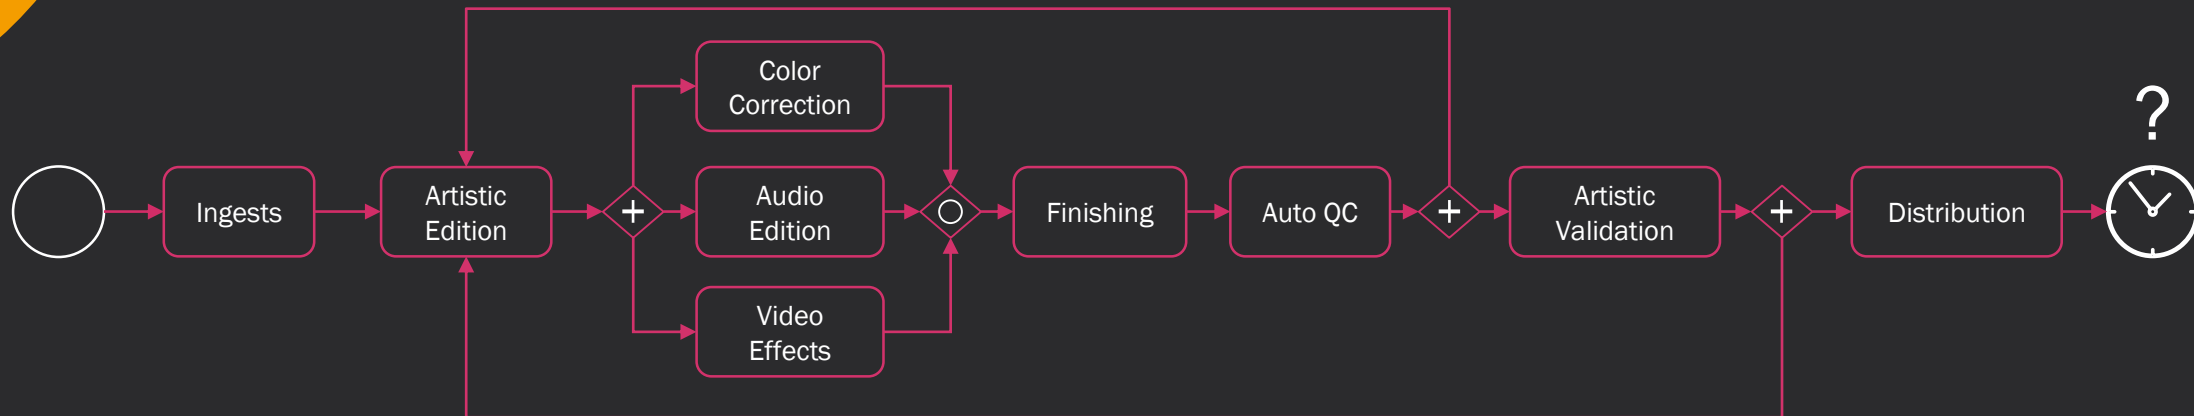 Ingests
Artistic
Edition
Color
Correction
Audio
Edition
Video
Effects
Finishing
Auto QC
Artistic
Validation
Distribution
?